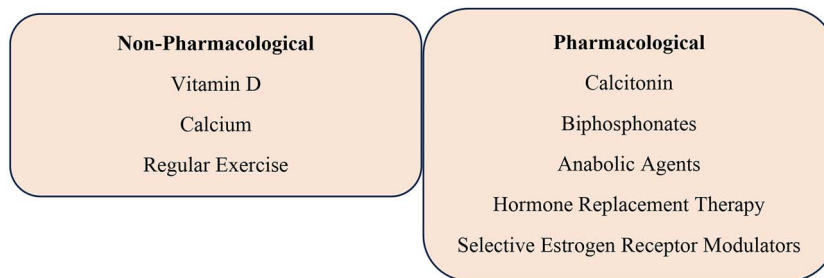 Non-Pharmacological
Vitamin D
Calcium
Regular Exercise
Pharmacological
Calcitonin
Biphosphonates
Anabolic Agents
Hormone Replacement Therapy
Selective Estrogen Receptor Modulators